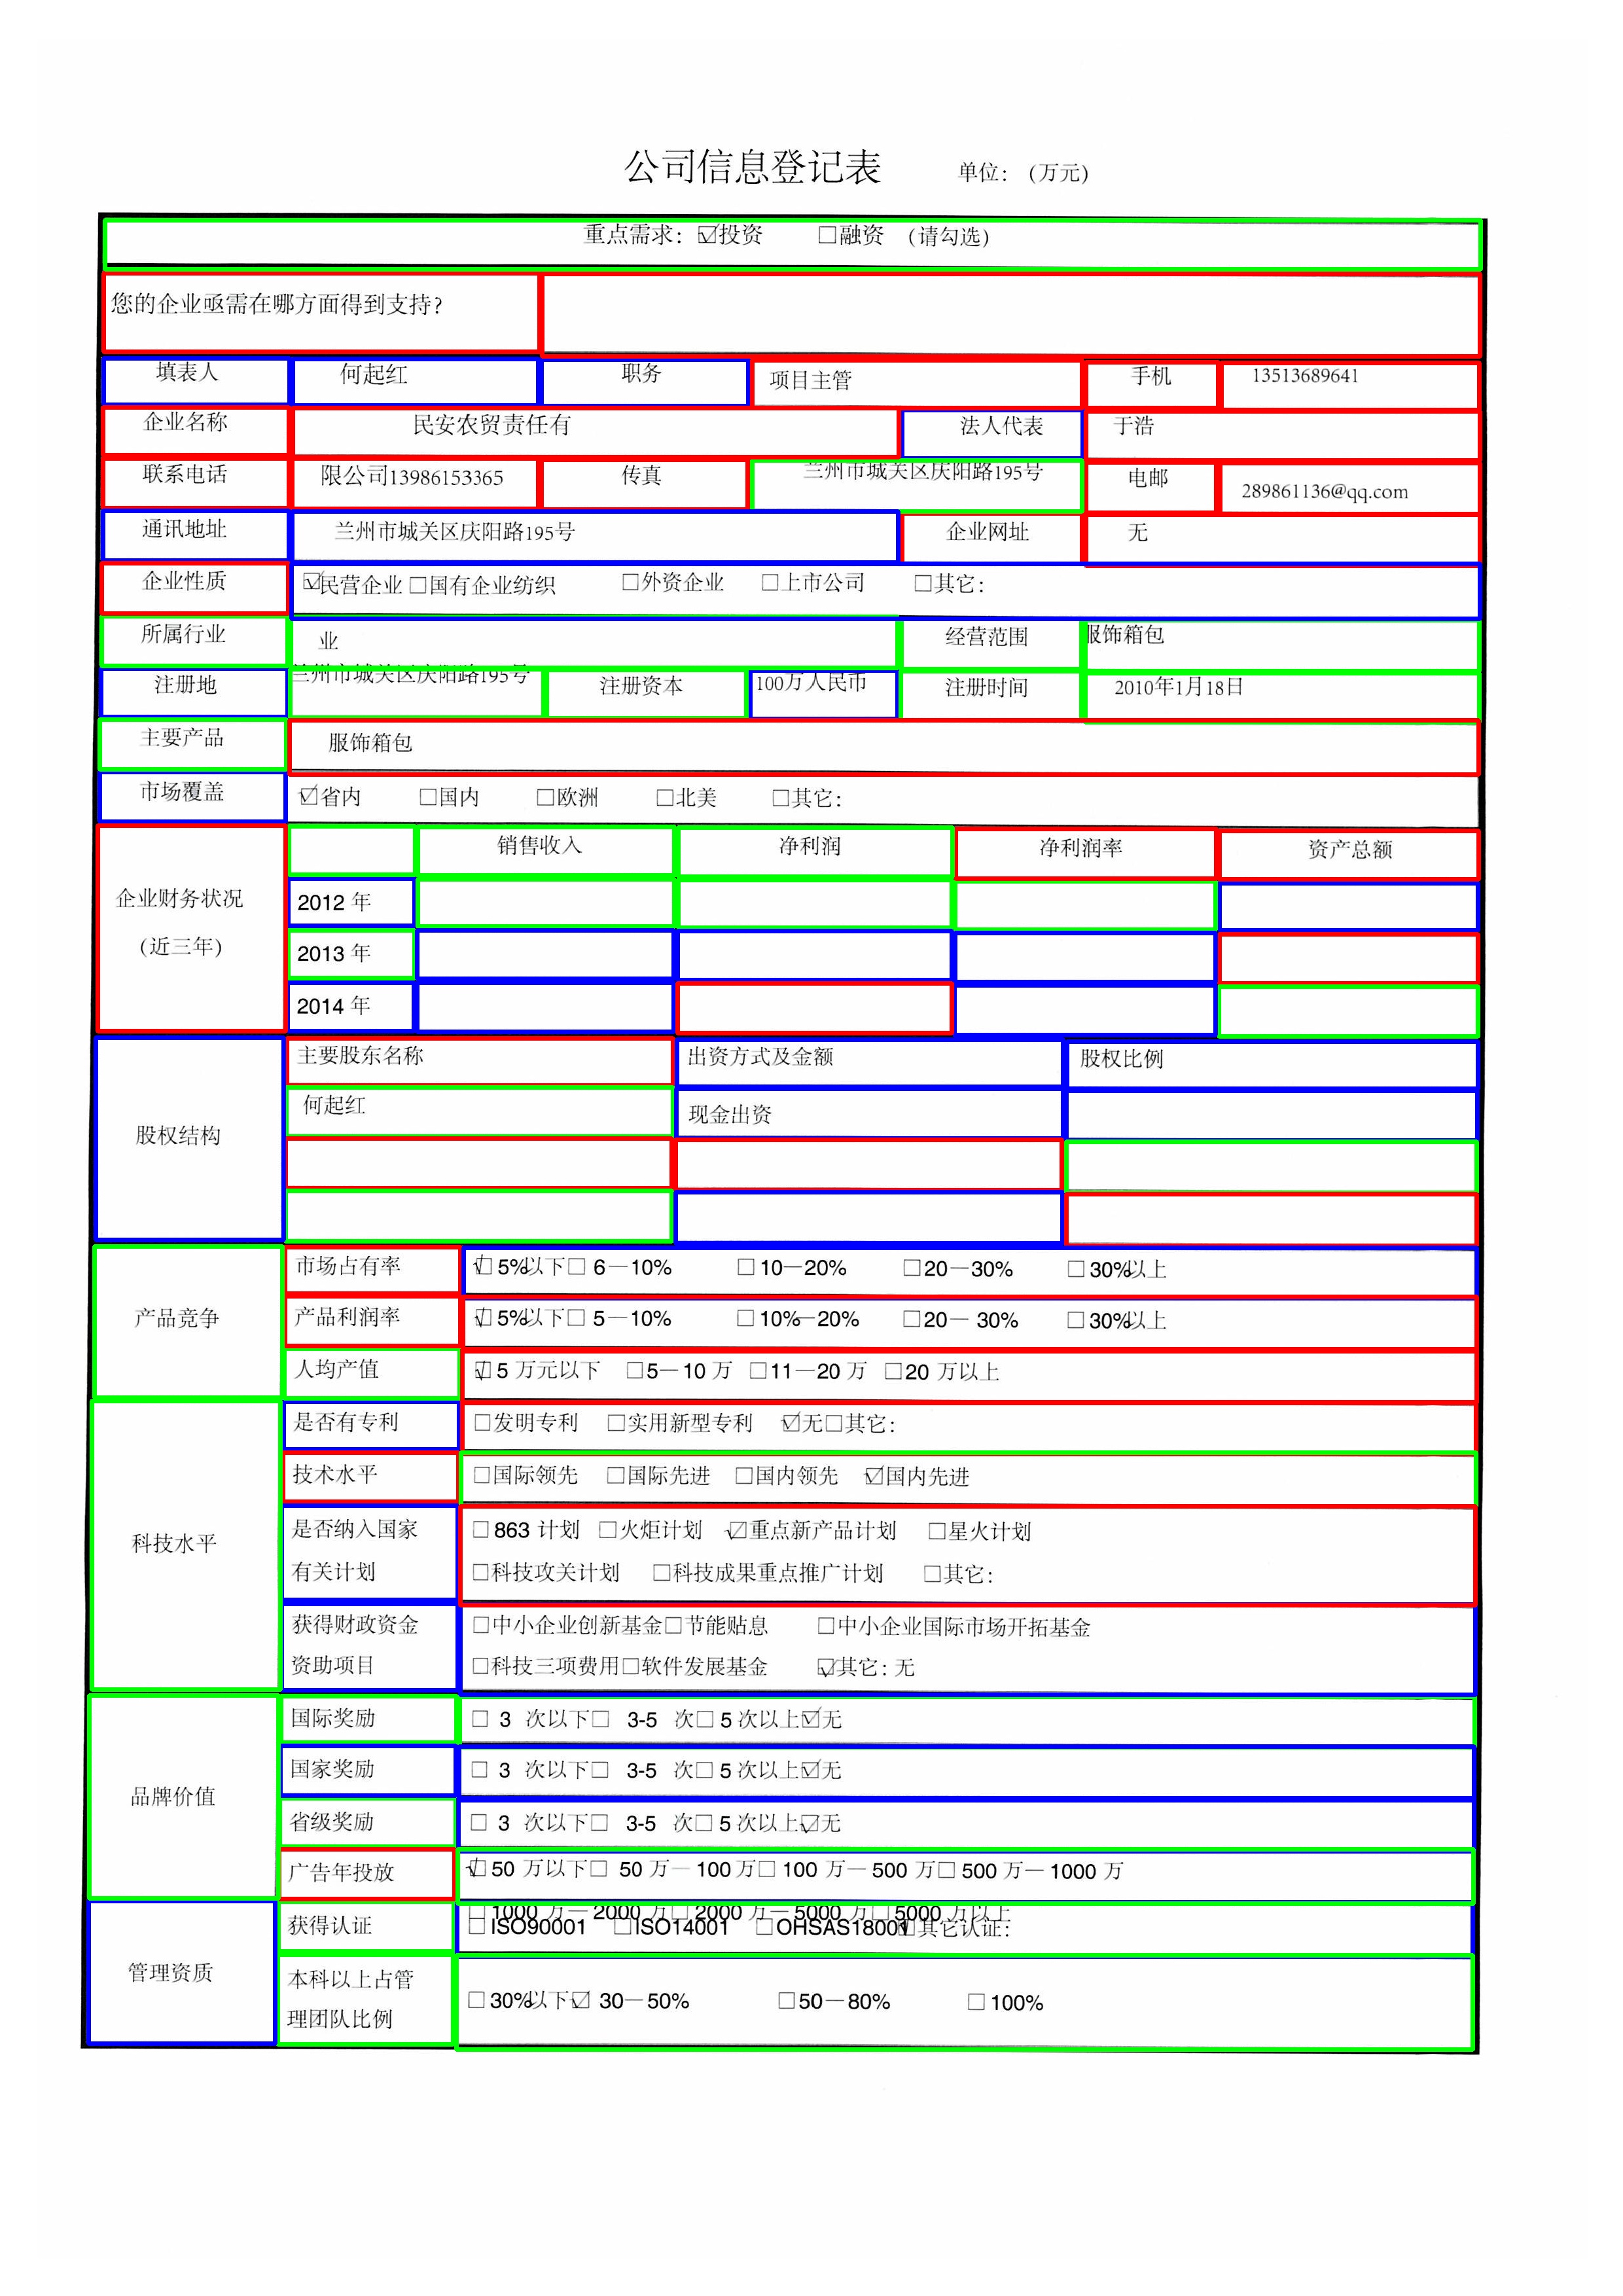 公司信息登记表 单位：(万元)
重点需求：☑投资 □融资 (请勾选)
您的企业亟需在哪方面得到支持?
填表人 何起红 职务 项目主管 手机 13513689641
企业名称 民安农贸责任有 法人代表 于浩
联系电话 限公司13986153365 传真 兰州市城关区庆阳路195号 电邮 289861136@qq.com
通讯地址 兰州市城关区庆阳路195号 企业网址 无
企业性质 ☑民营企业 □国有企业纺织 □外资企业 □上市公司 □其它：
所属行业 业 经营范围 服饰箱包
注册地 兰州市城关区庆阳路195号 注册资本 100万人民币 注册时间 2010年1月18日
主要产品 服饰箱包
市场覆盖 ☑省内 □国内 □欧洲 □北美 □其它：
销售收入 净利润 净利润率 资产总额
企业财务状况
(近三年)
2012 年
2013 年
2014 年
股权结构
主要股东名称 出资方式及金额 股权比例
何起红 现金出资
产品竞争
市场占有率 ☑5%以下□ 6—10% □10—20% □20—30% □30%以上
产品利润率 ☑5%以下□ 5—10% □10%—20% □20— 30% □30%以上
人均产值 ☑5 万元以下 □5—10 万 □11—20 万 □20 万以上
科技水平
是否有专利 □发明专利 □实用新型专利 ☑无□其它：
技术水平 □国际领先 □国际先进 □国内领先 ☑国内先进
是否纳入国家 □863 计划 □火炬计划 ☑重点新产品计划 □星火计划
有关计划 □科技攻关计划 □科技成果重点推广计划 □其它：
获得财政资金 □中小企业创新基金□节能贴息 □中小企业国际市场开拓基金
资助项目 □科技三项费用□软件发展基金 ☑其它：无
品牌价值
国际奖励 □ 3 次以下□ 3-5 次□ 5 次以上☑无
国家奖励 □ 3 次以下□ 3-5 次□ 5 次以上☑无
省级奖励 □ 3 次以下□ 3-5 次□ 5 次以上☑无
广告年投放 ☑50 万以下□ 50 万—100 万□ 100 万—500 万□ 500 万—1000 万
□1000 万—2000 万□ 2000 万—5000 万□5000 万以上
管理资质
获得认证 □ISO90001 □ISO14001 □OHSAS18001☑其它认证：
本科以上占管
理团队比例 □30%以下☑ 30—50% □50—80% □100%